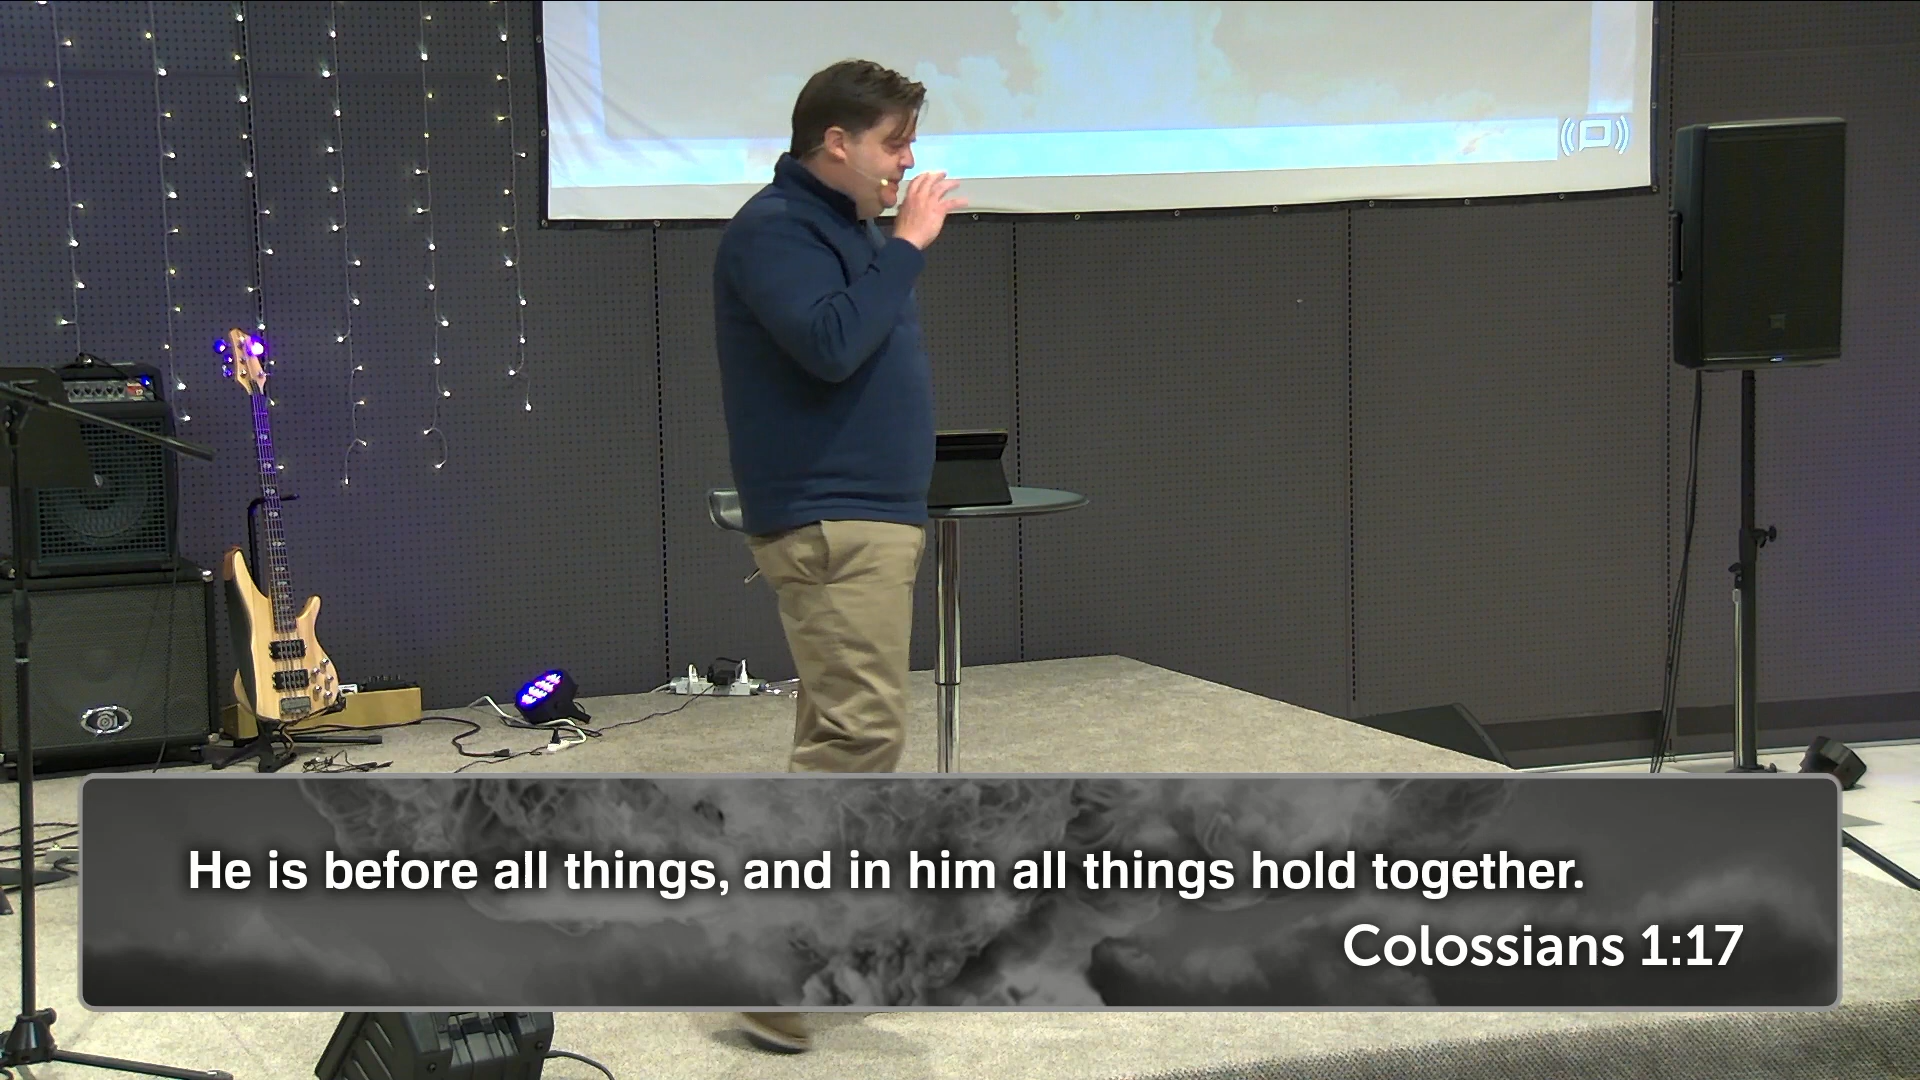 He is before all things, and in him all things hold together.
Colossians 1:17